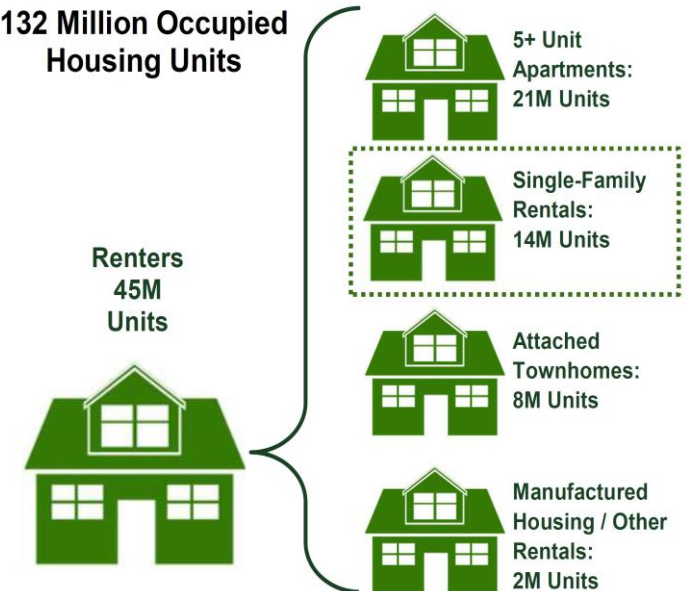 132 Million Occupied
Housing Units
Renters
45M
Units
5+ Unit
Apartments:
21M Units
Single-Family
Rentals:
14M Units
Attached
Townhomes:
8M Units
Manufactured
Housing / Other
Rentals:
2M Units